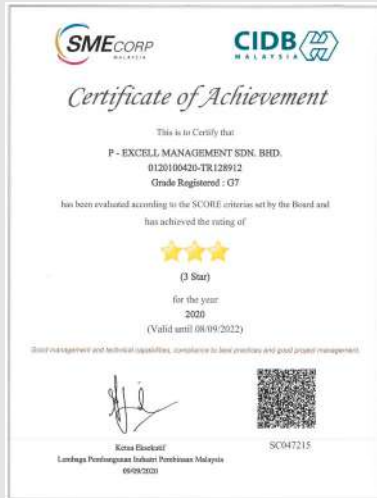 SMECORP
MALAYSIA
CIDB
MALAYSIA
Certificate of Achievement
This is to Certify that
P - EXCELL MANAGEMENT SDN. BHD.
0120100420-TR128912
Grade Registered : G7
has been evaluated according to the SCORE criterias set by the Board and
has achieved the rating of
(3 Star)
for the year
2020
(Valid until 08/09/2022)
Good management and technical capabilities, compliance to best practices and good project management.
Ketua Eksekutif
Lembaga Pembangunan Industri Pembinaan Malaysia
09/09/2020
SC047215